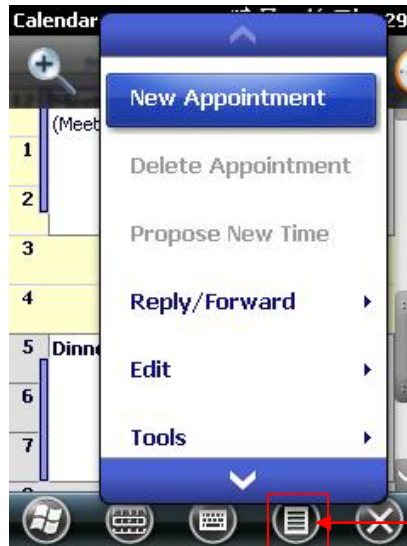 Calendar
29
New Appointment
(Meet
1
Delete Appointment
2
Propose New Time
3
4
Reply/Forward
5 Dinn
Edit
6
7
Tools